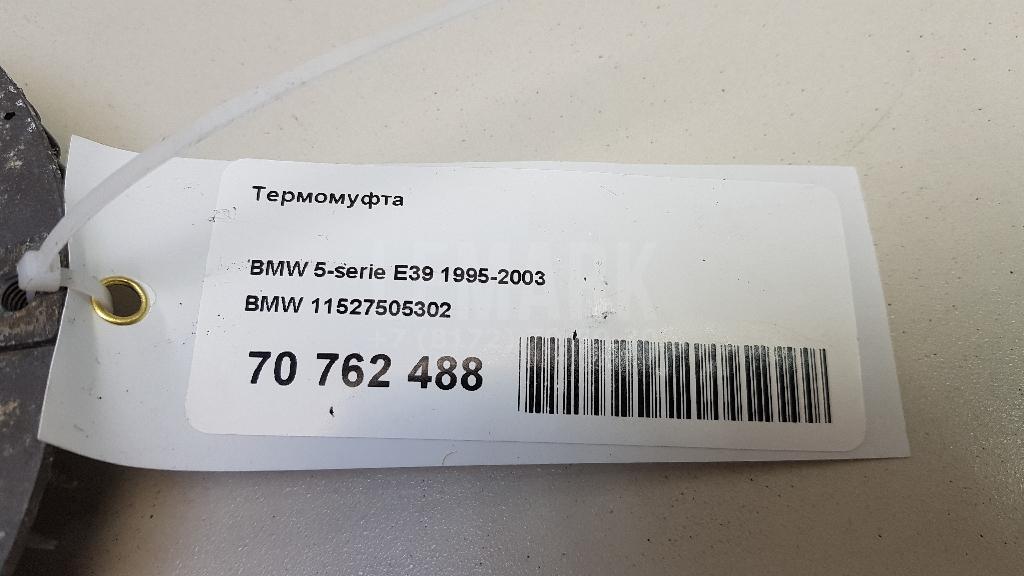 Термомуфта
BMW 5-serie E39 1995-2003
BMW 11527505302
70 762 488